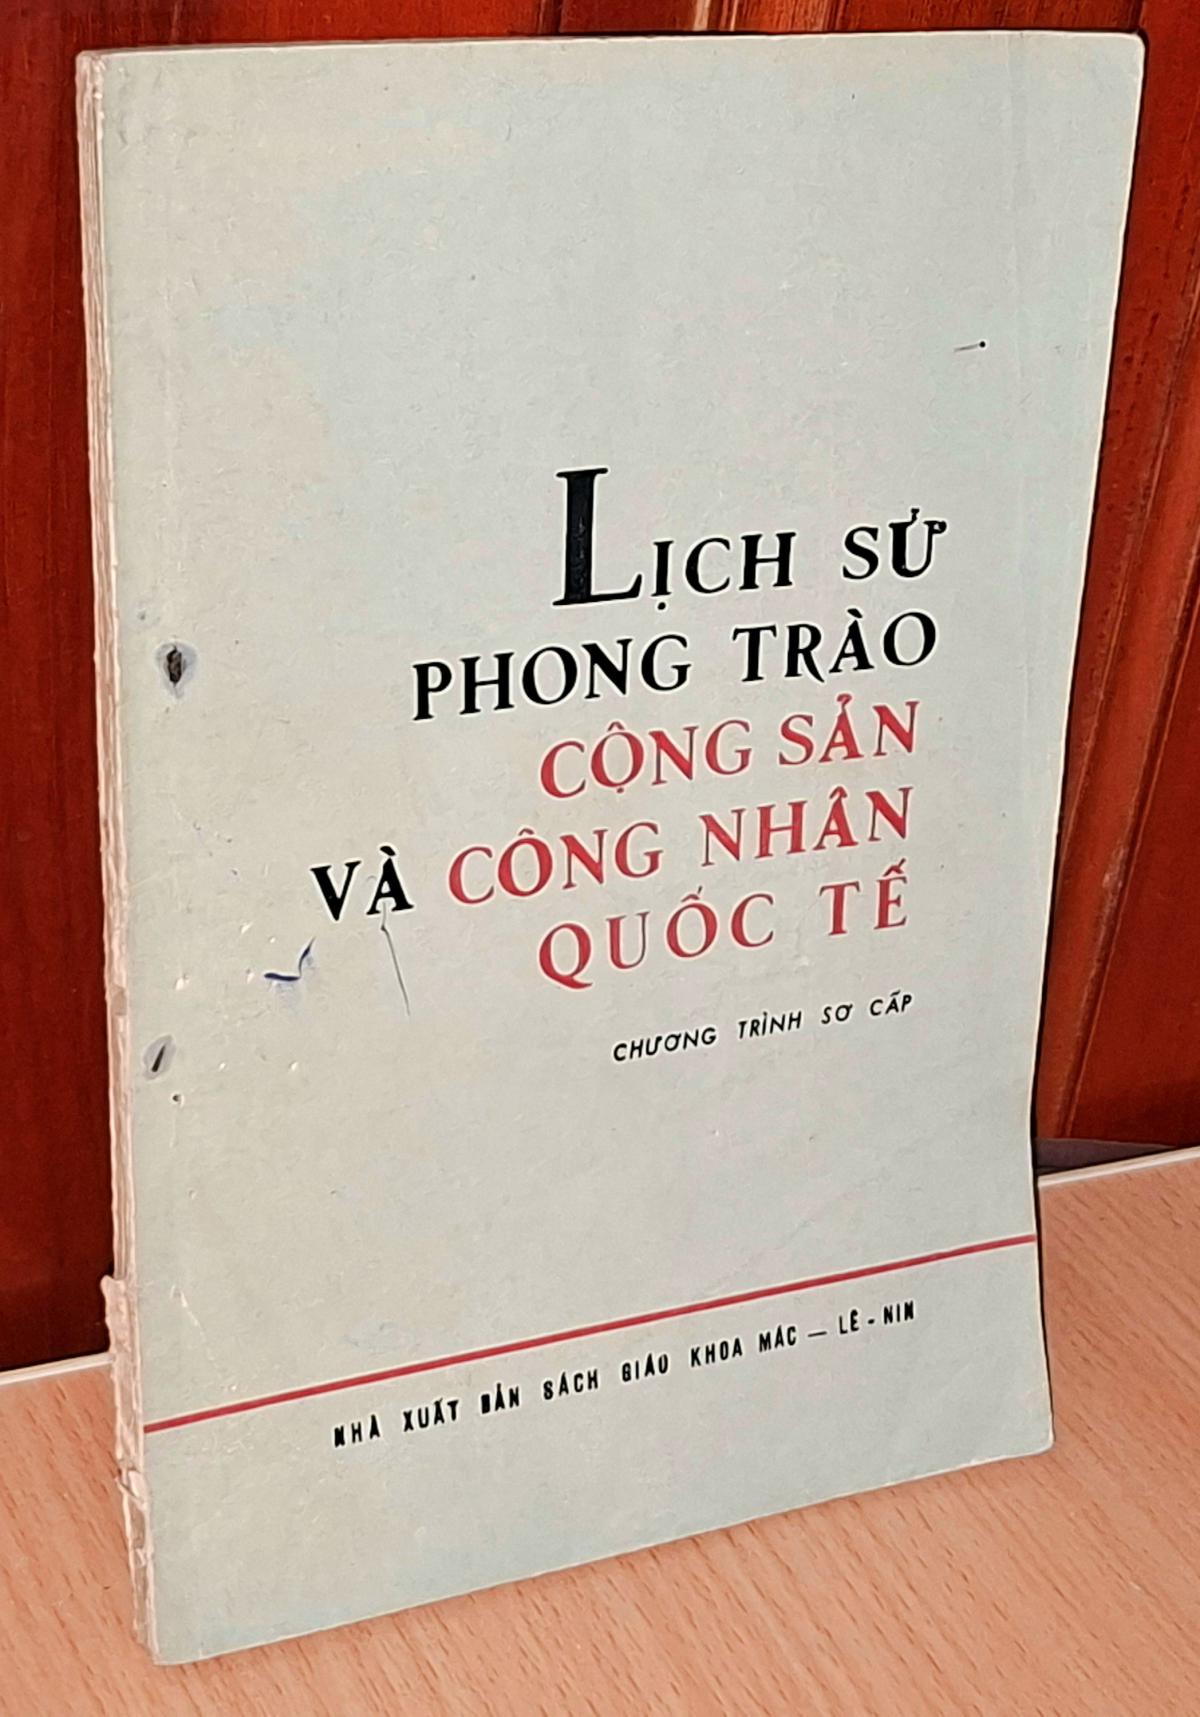 LỊCH SỬ
PHONG TRÀO
CỘNG SẢN
VÀ CÔNG NHÂN
QUỐC TẾ
CHƯƠNG TRÌNH SƠ CẤP
NHÀ XUẤT BẢN SÁCH GIÁO KHOA MÁC — LÊ - NIN